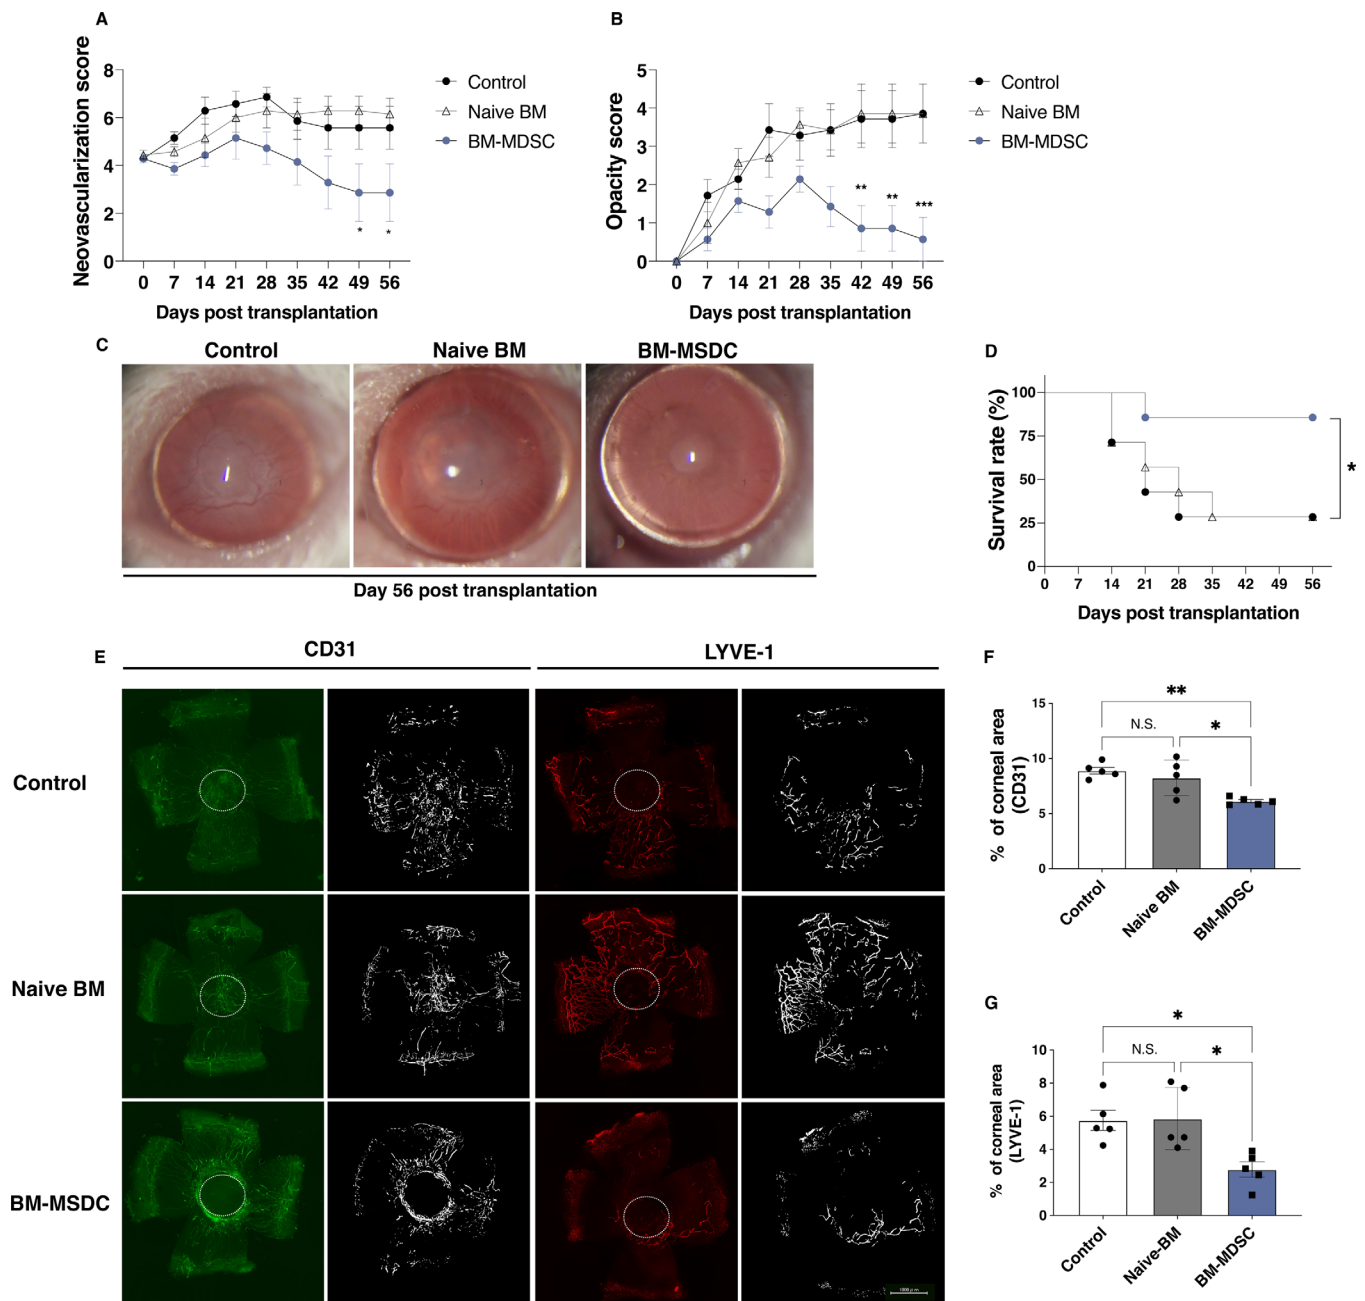 A
Neovascularization score
8
6
4
2
0
* *
0 7 14 21 28 35 42 49 56
Days post transplantation
Control
Naive BM
BM-MDSC
B
Opacity score
5
4
3
2
1
0
** ** ***
0 7 14 21 28 35 42 49 56
Days post transplantation
Control
Naive BM
BM-MDSC
C
Control Naive BM BM-MSDC
Day 56 post transplantation
D
Survival rate (%)
100
75
50
25
0
*
0 7 14 21 28 35 42 49 56
Days post transplantation
E
CD31 LYVE-1
Control
Naive BM
BM-MSDC
1000 μm
F
% of corneal area
(CD31)
15
10
5
0
**
N.S. *
Control Naive BM BM-MDSC
G
% of corneal area
(LYVE-1)
10
8
6
4
2
0
*
N.S. *
Control Naive-BM BM-MDSC